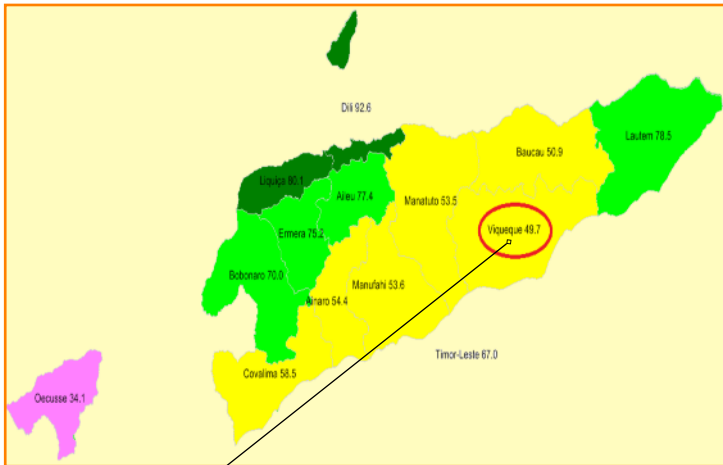 Dili 92.6
Lautem 78.5
Baucau 50.9
Liquiça 80.1
Aileu 77.4
Manatuto 53.5
Viqueque 49.7
Ermera 75.2
Bobonaro 70.0
Manufahi 53.6
Ainaro 54.4
Timor-Leste 67.0
Covalima 58.5
Oecusse 34.1